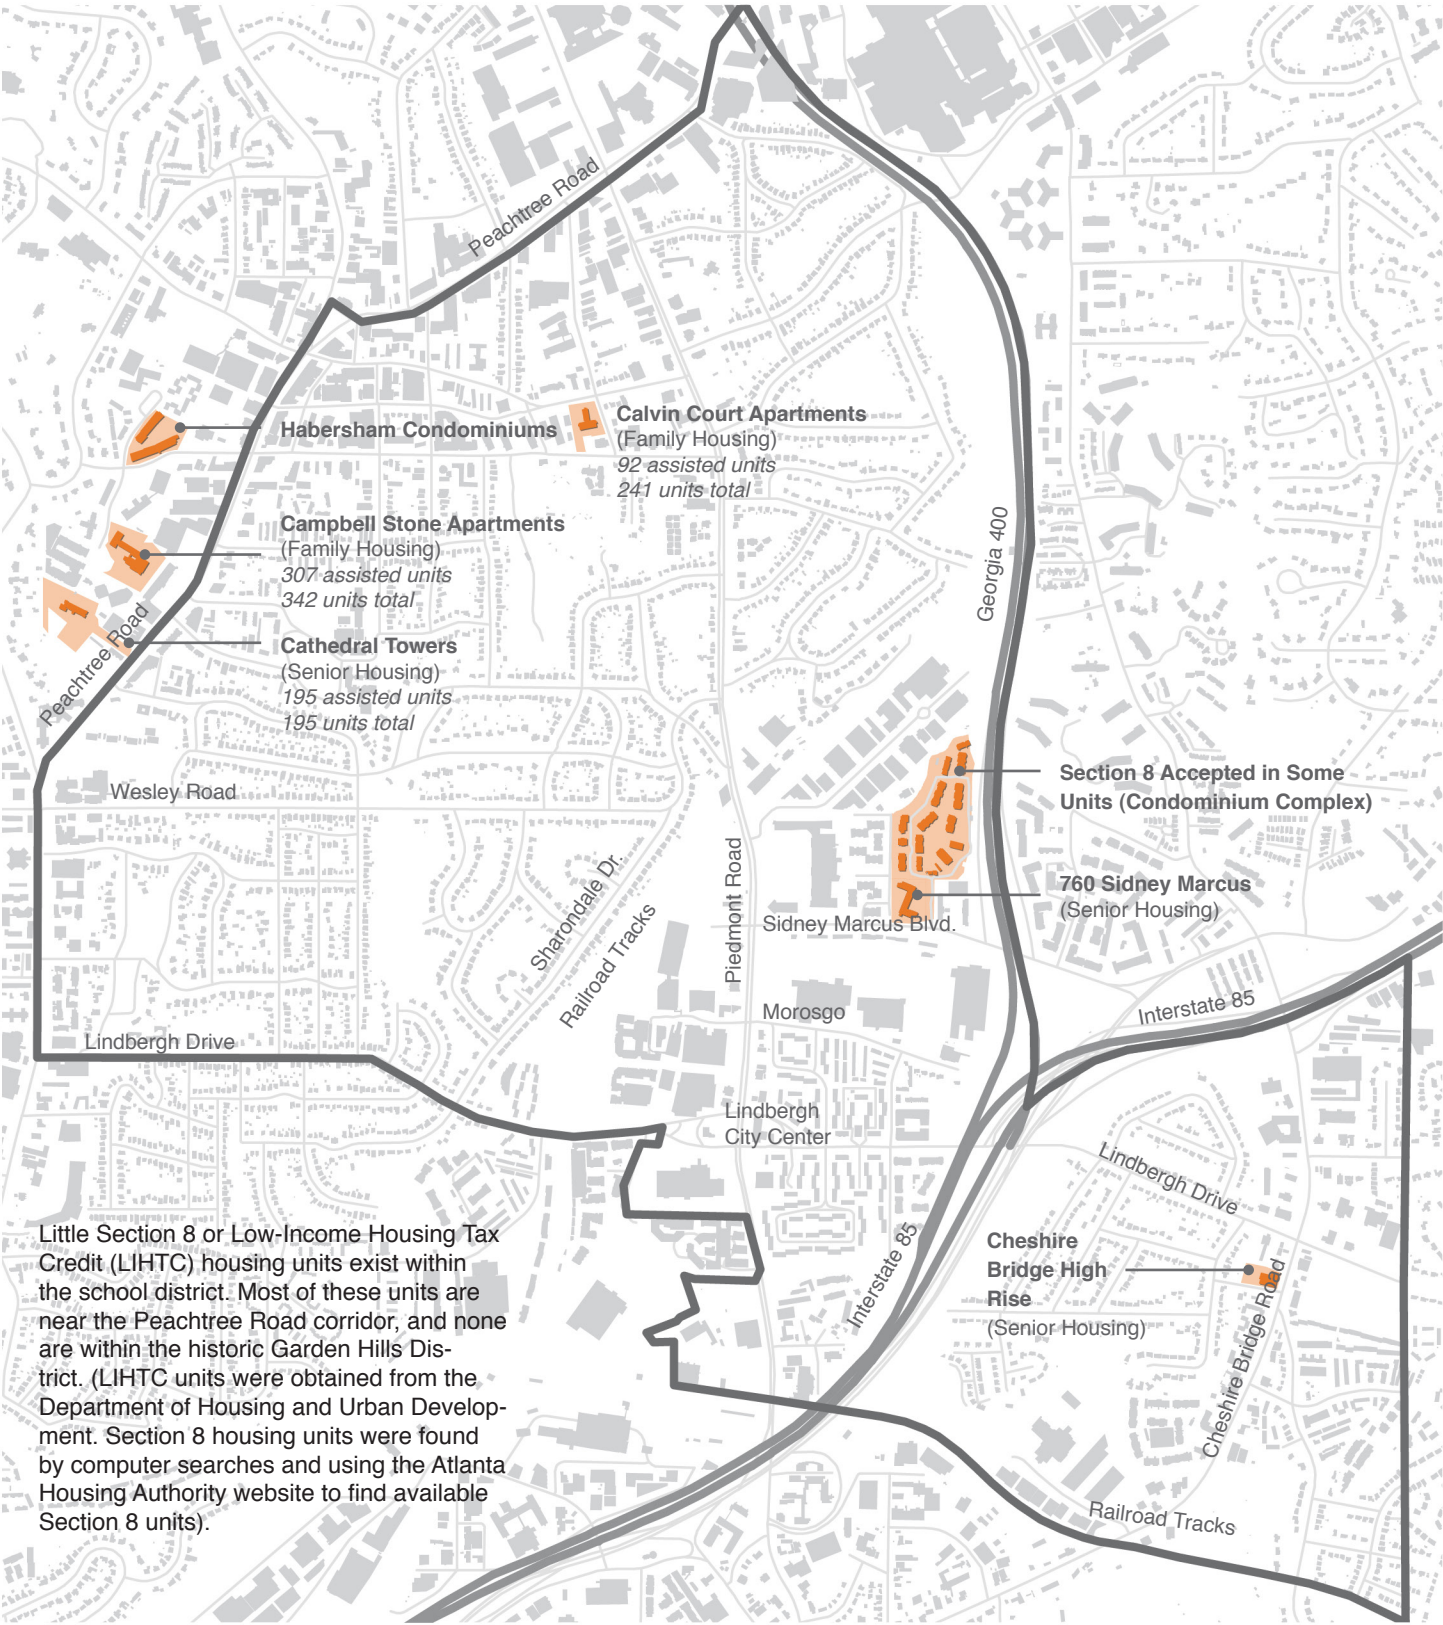 Peachtree Road
Habersham Condominiums
Calvin Court Apartments
(Family Housing)
92 assisted units
241 units total
Campbell Stone Apartments
(Family Housing)
307 assisted units
342 units total
Georgia 400
Cathedral Towers
(Senior Housing)
195 assisted units
195 units total
Peachtree Road
Wesley Road
Section 8 Accepted in Some
Units (Condominium Complex)
Sharondale Dr.
Railroad Tracks
Piedmont Road
760 Sidney Marcus
(Senior Housing)
Sidney Marcus Blvd.
Morosgo
Interstate 85
Lindbergh Drive
Lindbergh
City Center
Lindbergh Drive
Interstate 85
Cheshire
Bridge High
Rise
(Senior Housing)
Cheshire Bridge Road
Railroad Tracks
Little Section 8 or Low-Income Housing Tax
Credit (LIHTC) housing units exist within
the school district. Most of these units are
near the Peachtree Road corridor, and none
are within the historic Garden Hills Dis-
trict. (LIHTC units were obtained from the
Department of Housing and Urban Develop-
ment. Section 8 housing units were found
by computer searches and using the Atlanta
Housing Authority website to find available
Section 8 units).